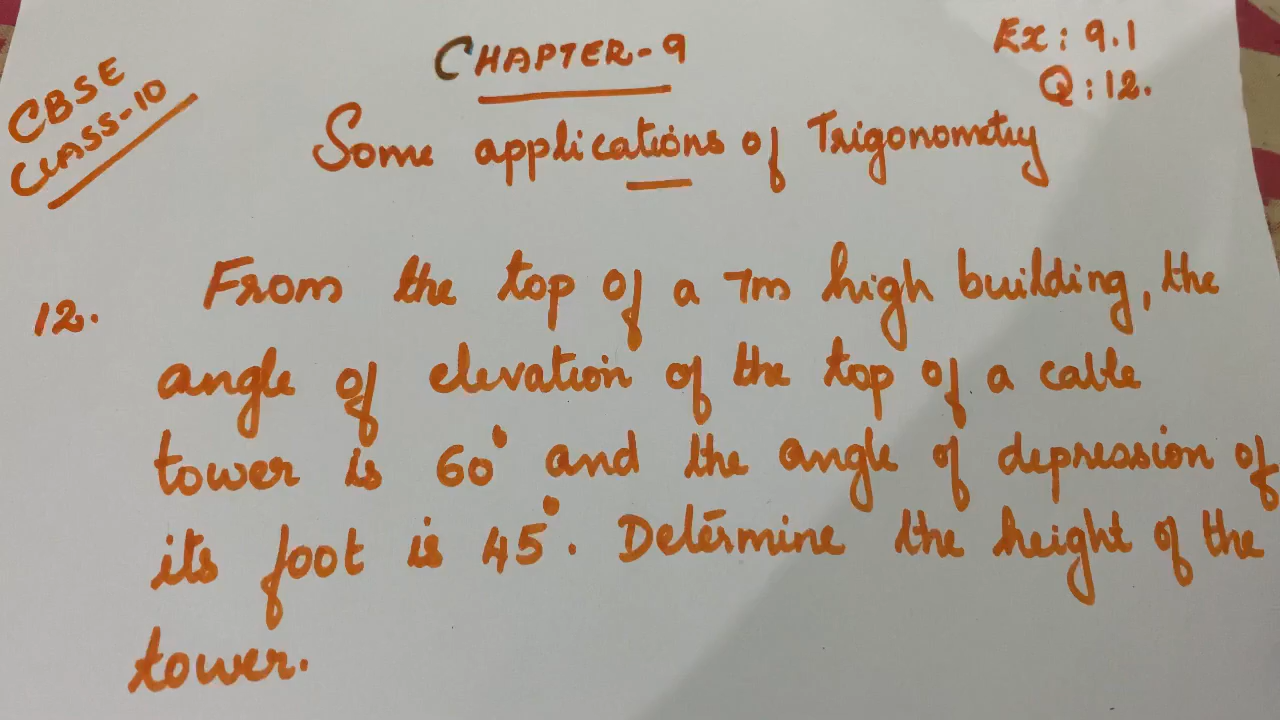 CBSE
CLASS-10
CHAPTER-9
Ex: 9.1
Q:12.
Some applications of Trigonometry
12. From the top of a 7m high building, the
angle of elevation of the top of a cable
tower is 60° and the angle of depression of
its foot is 45°. Determine the height of the
tower.